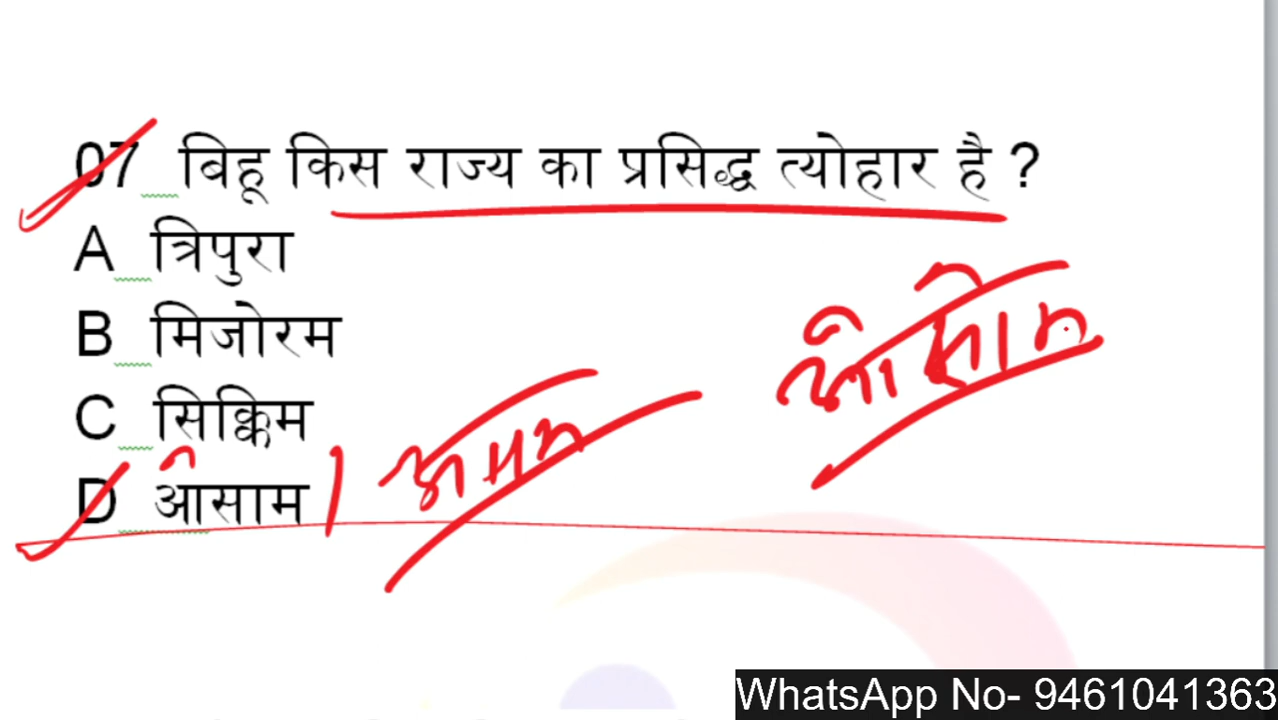 07 बिहू किस राज्य का प्रसिद्ध त्योहार है ?
A त्रिपुरा
B मिजोरम
C सिक्किम
D आसाम
WhatsApp No- 9461041363